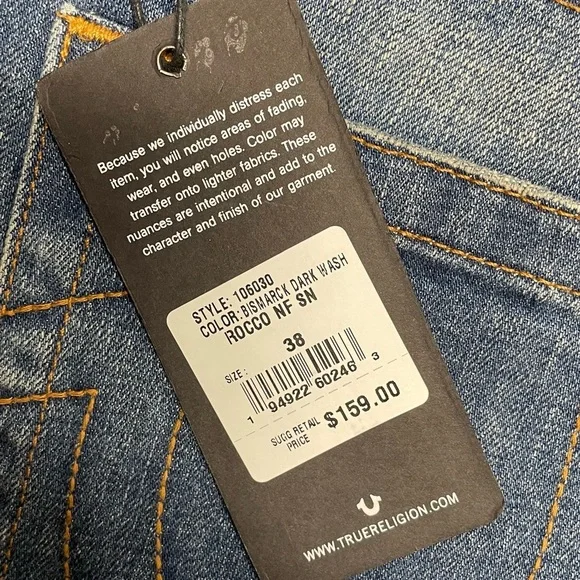 Because we individually distress each
item, you will notice areas of fading,
wear, and even holes. Color may
transfer onto lighter fabrics. These
nuances are intentional and add to the
character and finish of our garment.
STYLE: 106030
COLOR: BISMARCK DARK WASH
ROCCO NF SN
SIZE : 38
1 94922 60246 3
SUGG RETAIL
PRICE $159.00
WWW.TRUERELIGION.COM